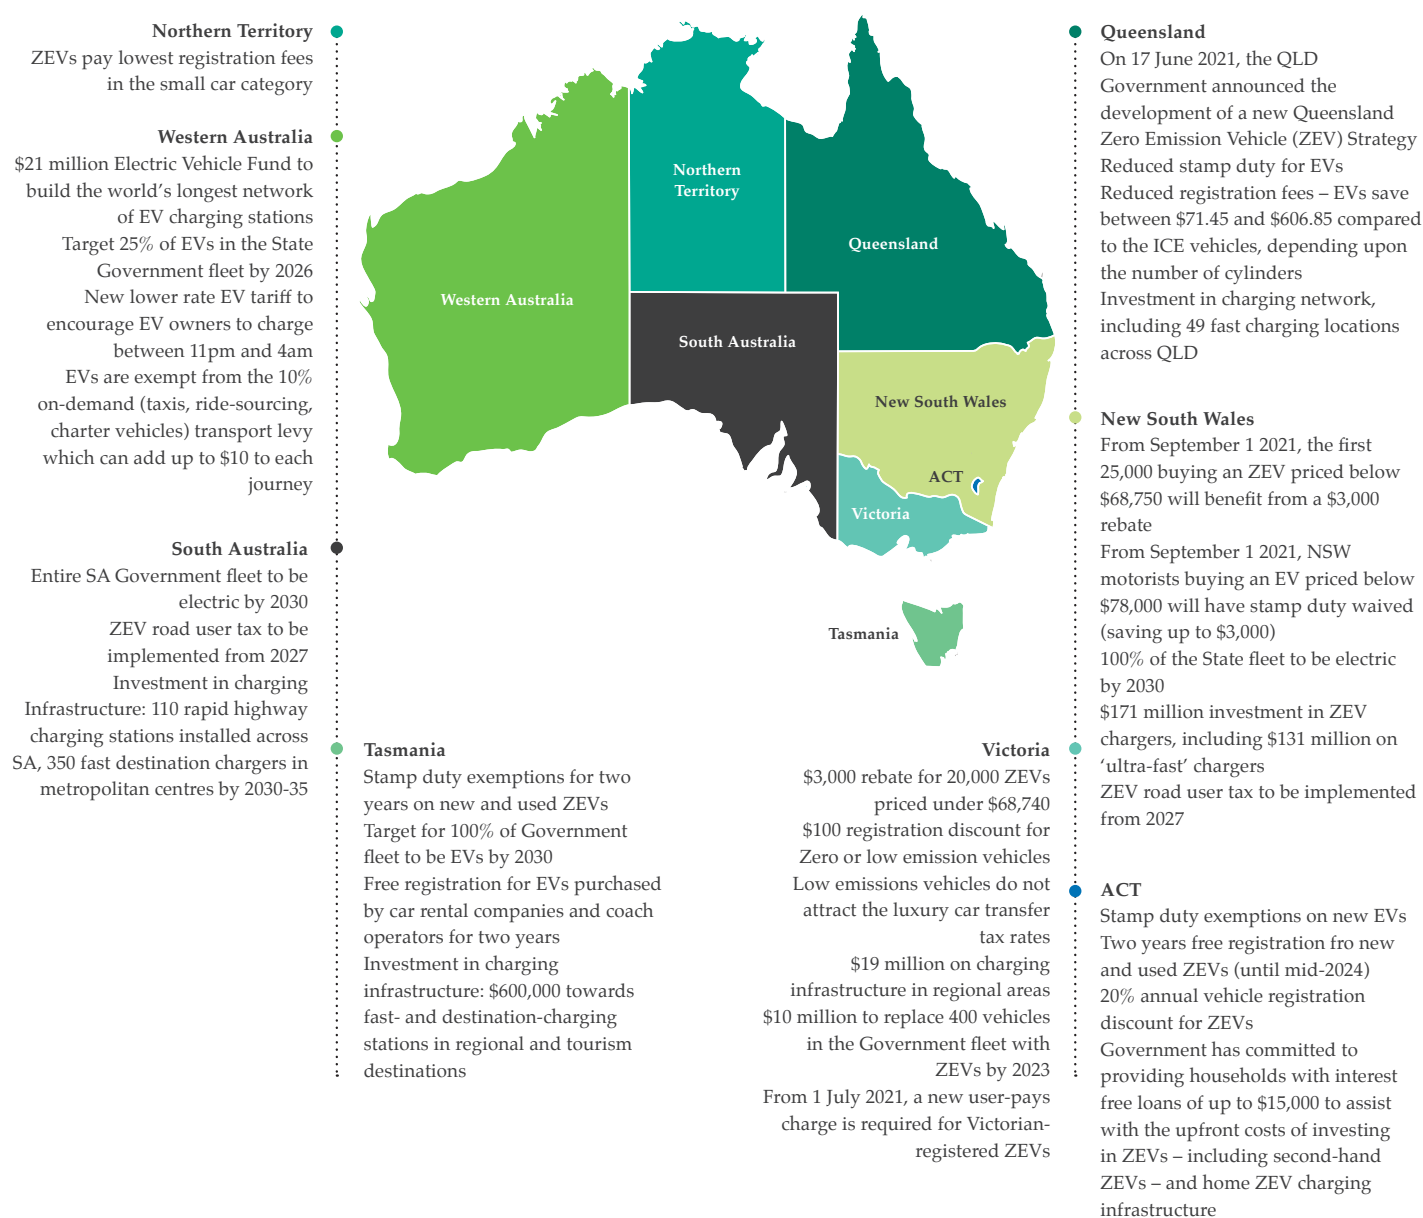 Northern Territory
ZEVs pay lowest registration fees
in the small car category
Western Australia
$21 million Electric Vehicle Fund to
build the world’s longest network
of EV charging stations
Target 25% of EVs in the State
Government fleet by 2026
New lower rate EV tariff to
encourage EV owners to charge
between 11pm and 4am
EVs are exempt from the 10%
on-demand (taxis, ride-sourcing,
charter vehicles) transport levy
which can add up to $10 to each
journey
South Australia
Entire SA Government fleet to be
electric by 2030
ZEV road user tax to be
implemented from 2027
Investment in charging
Infrastructure: 110 rapid highway
charging stations installed across
SA, 350 fast destination chargers in
metropolitan centres by 2030-35
Northern
Territory
Queensland
Western Australia
South Australia
New South Wales
ACT
Victoria
Tasmania
Tasmania
Stamp duty exemptions for two
years on new and used ZEVs
Target for 100% of Government
fleet to be EVs by 2030
Free registration for EVs purchased
by car rental companies and coach
operators for two years
Investment in charging
infrastructure: $600,000 towards
fast- and destination-charging
stations in regional and tourism
destinations
Victoria
$3,000 rebate for 20,000 ZEVs
priced under $68,740
$100 registration discount for
Zero or low emission vehicles
Low emissions vehicles do not
attract the luxury car transfer
tax rates
$19 million on charging
infrastructure in regional areas
$10 million to replace 400 vehicles
in the Government fleet with
ZEVs by 2023
From 1 July 2021, a new user-pays
charge is required for Victorian-
registered ZEVs
Queensland
On 17 June 2021, the QLD
Government announced the
development of a new Queensland
Zero Emission Vehicle (ZEV) Strategy
Reduced stamp duty for EVs
Reduced registration fees – EVs save
between $71.45 and $606.85 compared
to the ICE vehicles, depending upon
the number of cylinders
Investment in charging network,
including 49 fast charging locations
across QLD
New South Wales
From September 1 2021, the first
25,000 buying an ZEV priced below
$68,750 will benefit from a $3,000
rebate
From September 1 2021, NSW
motorists buying an EV priced below
$78,000 will have stamp duty waived
(saving up to $3,000)
100% of the State fleet to be electric
by 2030
$171 million investment in ZEV
chargers, including $131 million on
‘ultra-fast’ chargers
ZEV road user tax to be implemented
from 2027
ACT
Stamp duty exemptions on new EVs
Two years free registration fro new
and used ZEVs (until mid-2024)
20% annual vehicle registration
discount for ZEVs
Government has committed to
providing households with interest
free loans of up to $15,000 to assist
with the upfront costs of investing
in ZEVs – including second-hand
ZEVs – and home ZEV charging
infrastructure